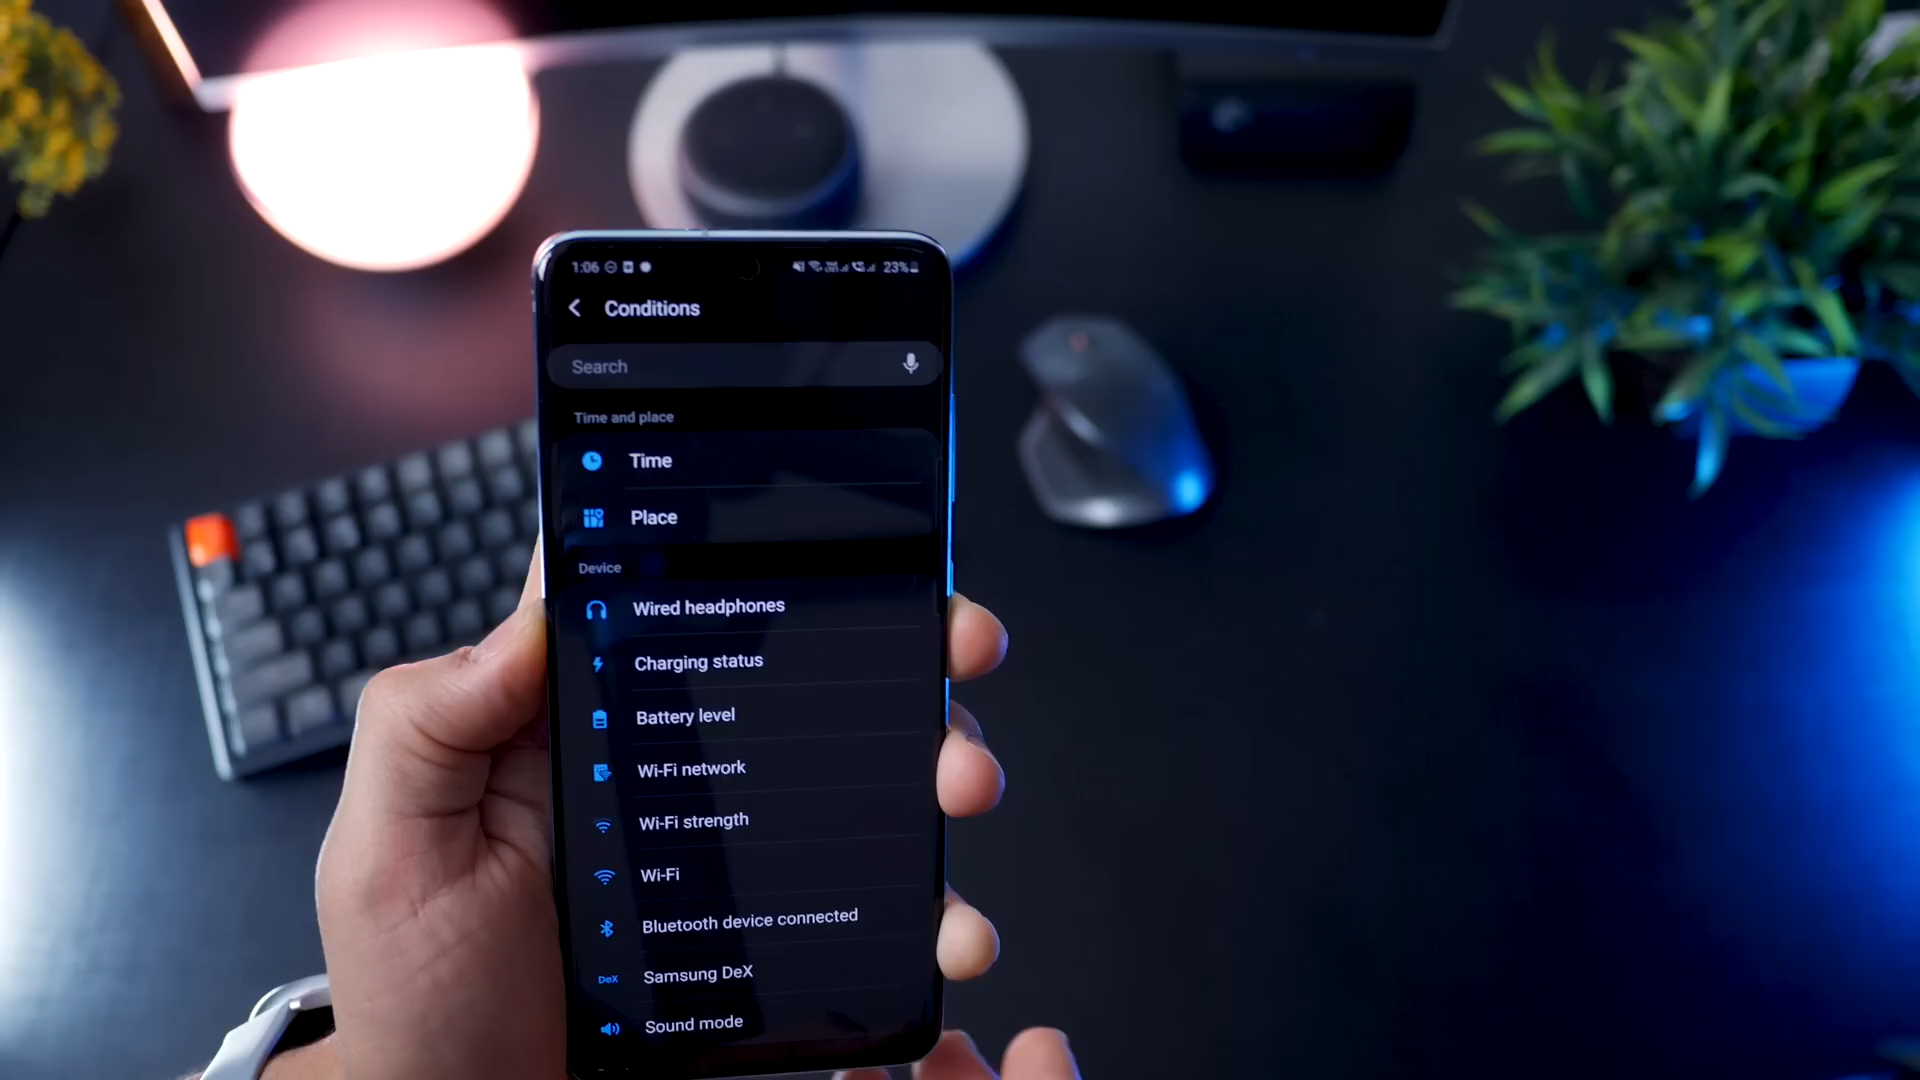 1:06 23%
Conditions
Search
Time and place
Time
Place
Device
Wired headphones
Charging status
Battery level
Wi-Fi network
Wi-Fi strength
Wi-Fi
Bluetooth device connected
DeX Samsung DeX
Sound mode